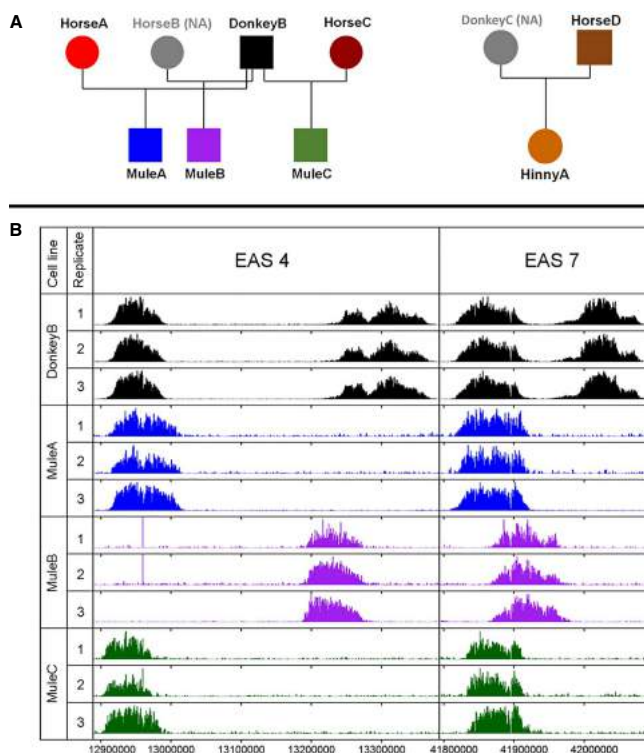 A
HorseA HorseB (NA) DonkeyB HorseC DonkeyC (NA) HorseD
MuleA MuleB MuleC HinnyA
B
Cell line Replicate EAS 4 EAS 7
DonkeyB
1
2
3
MuleA
1
2
3
MuleB
1
2
3
MuleC
1
2
3
12900000 13000000 13100000 13200000 13300000 41800000 41900000 42000000